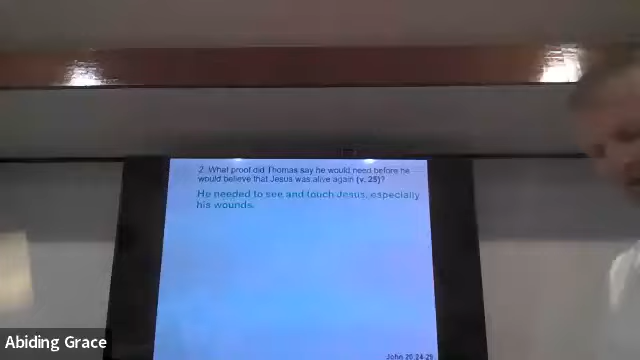 2. What proof did Thomas say he would need before he
would believe that Jesus was alive again (v. 25)?
He needed to see and touch Jesus, especially
his wounds.
John 20:24-29
Abiding Grace